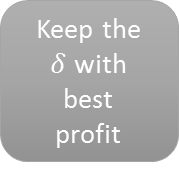 Keep the
δ with
best
profit